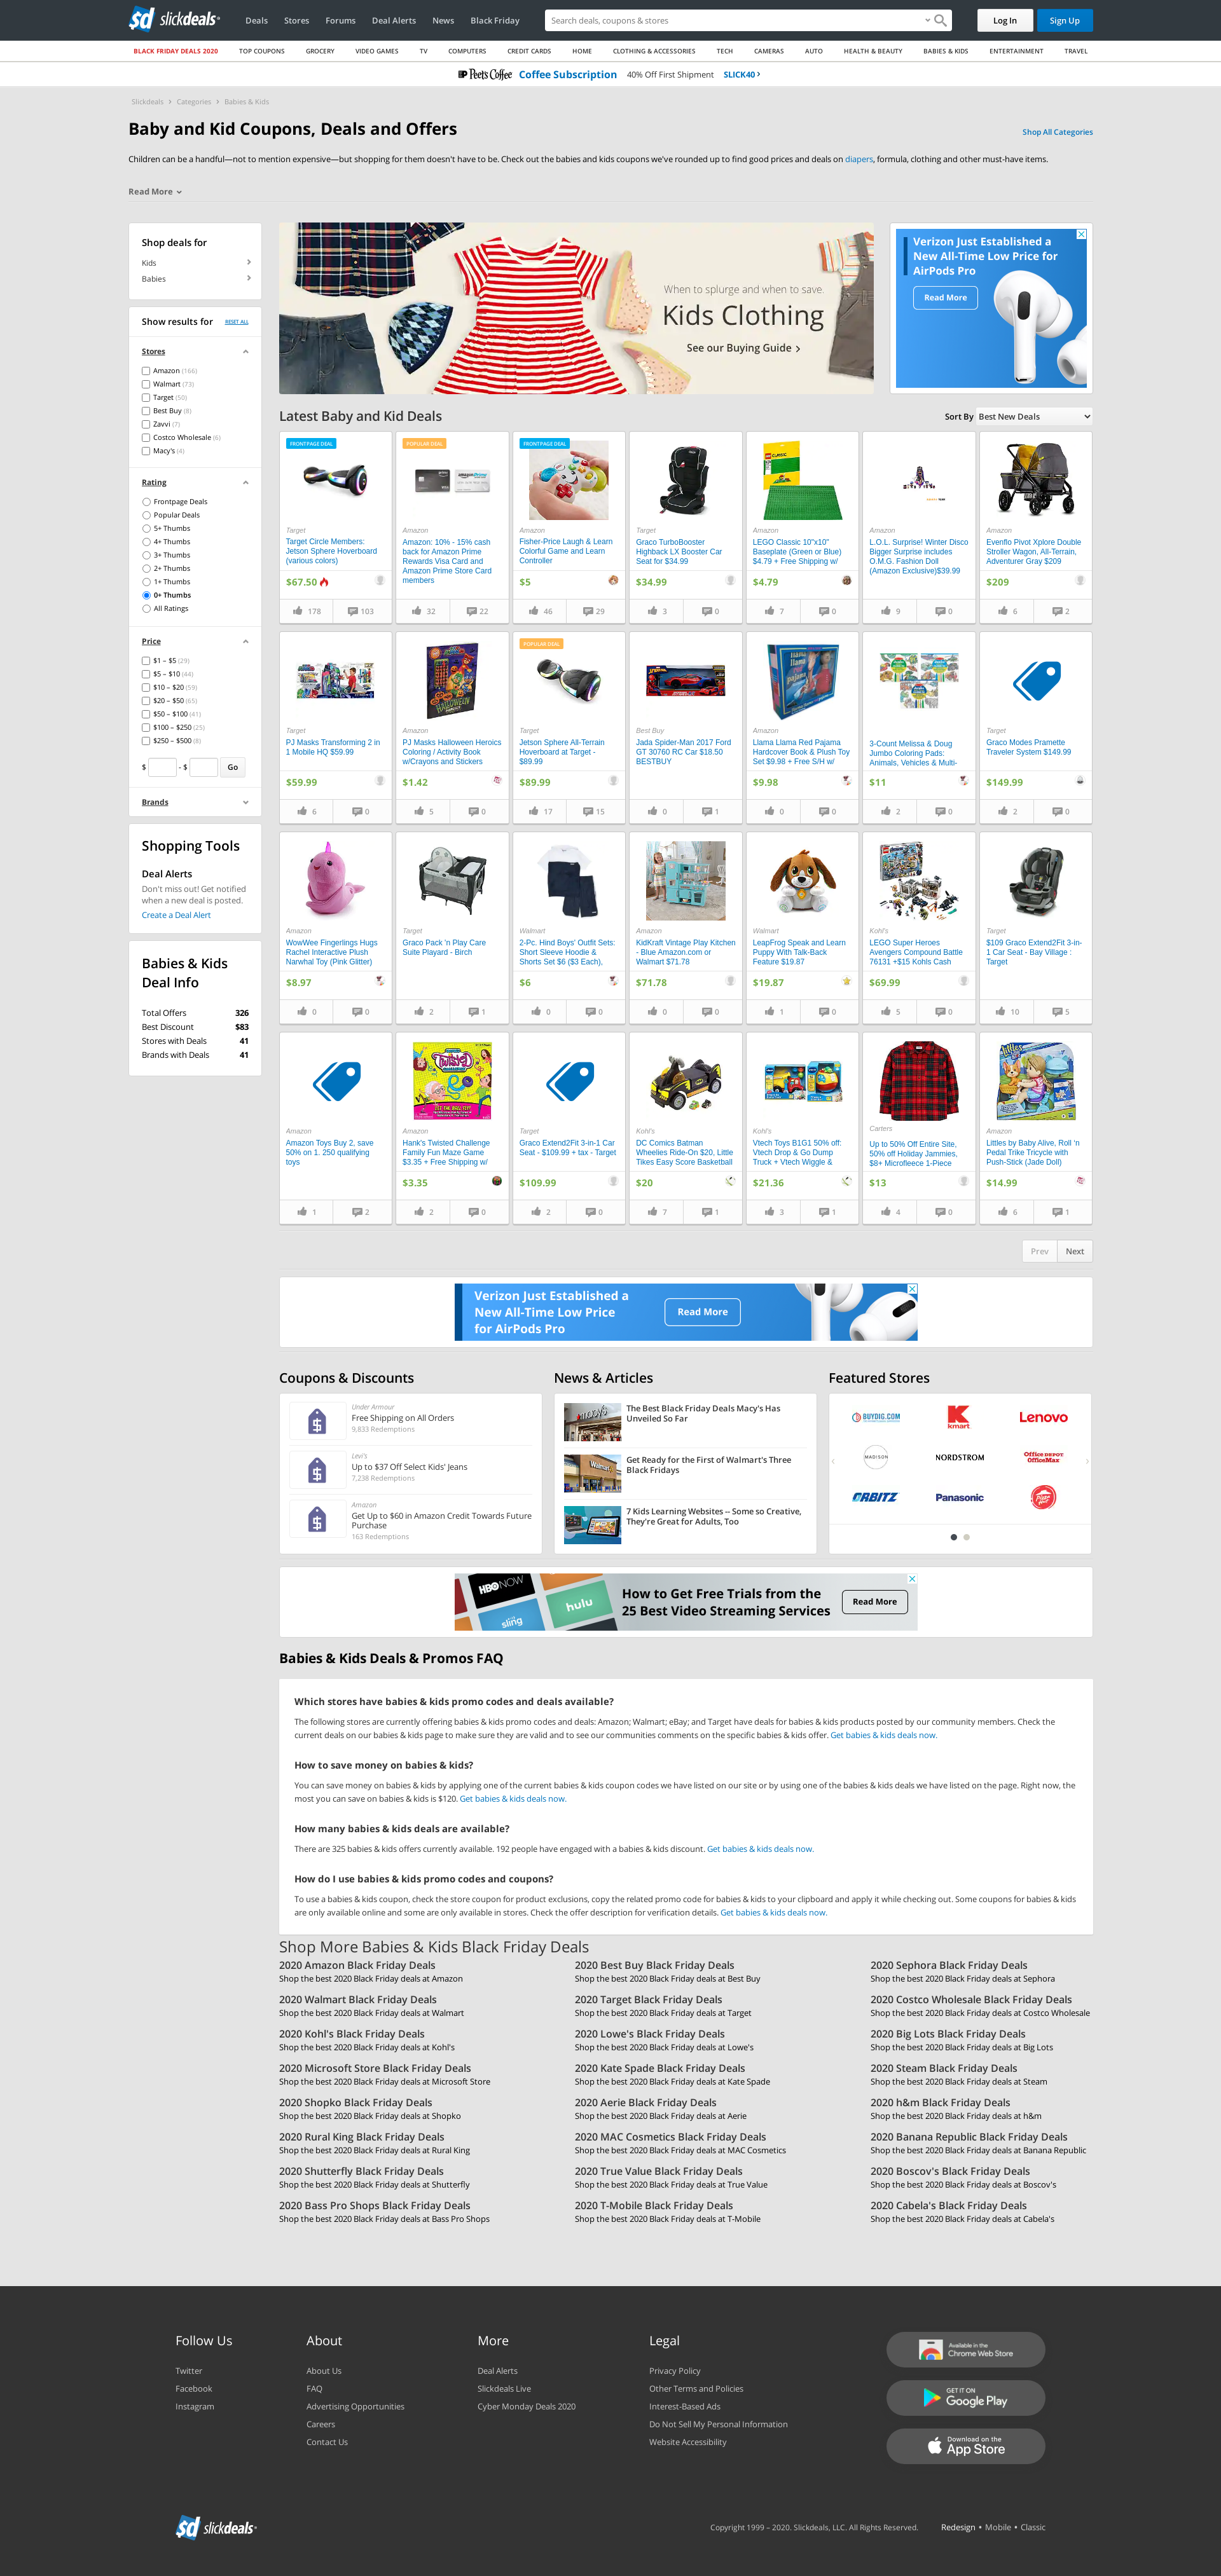 sd slickdeals
Deals Stores Forums Deal Alerts News Black Friday
Search deals, coupons & stores
Log In
Sign Up
BLACK FRIDAY DEALS 2020 TOP COUPONS GROCERY VIDEO GAMES TV COMPUTERS CREDIT CARDS HOME CLOTHING & ACCESSORIES TECH CAMERAS AUTO HEALTH & BEAUTY BABIES & KIDS ENTERTAINMENT TRAVEL
Peet's Coffee Coffee Subscription 40% Off First Shipment SLICK40 >
Slickdeals > Categories > Babies & Kids
Baby and Kid Coupons, Deals and Offers
Shop All Categories
Children can be a handful—not to mention expensive—but shopping for them doesn't have to be. Check out the babies and kids coupons we've rounded up to find good prices and deals on diapers, formula, clothing and other must-have items.
Read More
Shop deals for
Kids
Babies
Show results for
RESET ALL
Stores
Amazon (166)
Walmart (73)
Target (50)
Best Buy (8)
Zavvi (7)
Costco Wholesale (6)
Macy's (4)
Rating
Frontpage Deals
Popular Deals
5+ Thumbs
4+ Thumbs
3+ Thumbs
2+ Thumbs
1+ Thumbs
0+ Thumbs
All Ratings
Price
$1 – $5 (29)
$5 – $10 (44)
$10 – $20 (59)
$20 – $50 (65)
$50 – $100 (41)
$100 – $250 (25)
$250 – $500 (8)
$ - $ Go
Brands
Shopping Tools
Deal Alerts
Don't miss out! Get notified
when a new deal is posted.
Create a Deal Alert
Babies & Kids
Deal Info
Total Offers 326
Best Discount $83
Stores with Deals 41
Brands with Deals 41
When to splurge and when to save.
Kids Clothing
See our Buying Guide >
Verizon Just Established a
New All-Time Low Price for
AirPods Pro
Read More
Latest Baby and Kid Deals
Sort By Best New Deals
FRONTPAGE DEAL
Target
Target Circle Members:
Jetson Sphere Hoverboard
(various colors)
$67.50
178 103
POPULAR DEAL
Amazon
Amazon: 10% - 15% cash
back for Amazon Prime
Rewards Visa Card and
Amazon Prime Store Card
members
32 22
FRONTPAGE DEAL
Amazon
Fisher-Price Laugh & Learn
Colorful Game and Learn
Controller
$5
46 29
Target
Graco TurboBooster
Highback LX Booster Car
Seat for $34.99
$34.99
3 0
CLASSIC
Amazon
LEGO Classic 10"x10"
Baseplate (Green or Blue)
$4.79 + Free Shipping w/
$4.79
7 0
Amazon
L.O.L. Surprise! Winter Disco
Bigger Surprise includes
O.M.G. Fashion Doll
(Amazon Exclusive)$39.99
9 0
Amazon
Evenflo Pivot Xplore Double
Stroller Wagon, All-Terrain,
Adventurer Gray $209
$209
6 2
Target
PJ Masks Transforming 2 in
1 Mobile HQ $59.99
$59.99
6 0
Amazon
PJ Masks Halloween Heroics
Coloring / Activity Book
w/Crayons and Stickers
$1.42
5 0
POPULAR DEAL
Target
Jetson Sphere All-Terrain
Hoverboard at Target -
$89.99
$89.99
17 15
Best Buy
Jada Spider-Man 2017 Ford
GT 30760 RC Car $18.50
BESTBUY
0 1
llama llama
Amazon
Llama Llama Red Pajama
Hardcover Book & Plush Toy
Set $9.98 + Free S/H w/
$9.98
0 0
3-Count Melissa & Doug
Jumbo Coloring Pads:
Animals, Vehicles & Multi-
$11
2 0
Target
Graco Modes Pramette
Traveler System $149.99
$149.99
2 0
Amazon
WowWee Fingerlings Hugs
Rachel Interactive Plush
Narwhal Toy (Pink Glitter)
$8.97
0 0
Target
Graco Pack 'n Play Care
Suite Playard - Birch
2 1
Walmart
2-Pc. Hind Boys' Outfit Sets:
Short Sleeve Hoodie &
Shorts Set $6 ($3 Each),
$6
0 0
Amazon
KidKraft Vintage Play Kitchen
- Blue Amazon.com or
Walmart $71.78
$71.78
0 0
Walmart
LeapFrog Speak and Learn
Puppy With Talk-Back
Feature $19.87
$19.87
1 0
Kohl's
LEGO Super Heroes
Avengers Compound Battle
76131 +$15 Kohls Cash
$69.99
5 0
Target
$109 Graco Extend2Fit 3-in-
1 Car Seat - Bay Village :
Target
10 5
Amazon
Amazon Toys Buy 2, save
50% on 1. 250 qualifying
toys
1 2
Twisted
Amazon
Hank's Twisted Challenge
Family Fun Maze Game
$3.35 + Free Shipping w/
$3.35
2 0
Target
Graco Extend2Fit 3-in-1 Car
Seat - $109.99 + tax - Target
$109.99
2 0
Kohl's
DC Comics Batman
Wheelies Ride-On $20, Little
Tikes Easy Score Basketball
$20
7 1
Kohl's
Vtech Toys B1G1 50% off:
Vtech Drop & Go Dump
Truck + Vtech Wiggle &
$21.36
3 1
Carters
Up to 50% Off Entire Site,
50% off Holiday Jammies,
$8+ Microfleece 1-Piece
$13
4 0
Littles
Amazon
Littles by Baby Alive, Roll 'n
Pedal Trike Tricycle with
Push-Stick (Jade Doll)
$14.99
6 1
Prev Next
Verizon Just Established a
New All-Time Low Price
for AirPods Pro
Read More
Coupons & Discounts
Under Armour
Free Shipping on All Orders
9,833 Redemptions
Levi's
Up to $37 Off Select Kids' Jeans
7,238 Redemptions
Amazon
Get Up to $60 in Amazon Credit Towards Future
Purchase
163 Redemptions
News & Articles
The Best Black Friday Deals Macy's Has
Unveiled So Far
Get Ready for the First of Walmart's Three
Black Fridays
7 Kids Learning Websites -- Some so Creative,
They're Great for Adults, Too
Featured Stores
BUYDIG.COM kmart Lenovo
MADISON NORDSTROM Office DEPOT OfficeMax
ORBITZ Panasonic Pizza Hut
HBO NOW
sling
hulu
How to Get Free Trials from the
25 Best Video Streaming Services
Read More
Babies & Kids Deals & Promos FAQ
Which stores have babies & kids promo codes and deals available?
The following stores are currently offering babies & kids promo codes and deals: Amazon; Walmart; eBay; and Target have deals for babies & kids products posted by our community members. Check the
current deals on our babies & kids page to make sure they are valid and to see our communities comments on the specific babies & kids offer. Get babies & kids deals now.
How to save money on babies & kids?
You can save money on babies & kids by applying one of the current babies & kids coupon codes we have listed on our site or by using one of the babies & kids deals we have listed on the page. Right now, the
most you can save on babies & kids is $120. Get babies & kids deals now.
How many babies & kids deals are available?
There are 325 babies & kids offers currently available. 192 people have engaged with a babies & kids discount. Get babies & kids deals now.
How do I use babies & kids promo codes and coupons?
To use a babies & kids coupon, check the store coupon for product exclusions, copy the related promo code for babies & kids to your clipboard and apply it while checking out. Some coupons for babies & kids
are only available online and some are only available in stores. Check the offer description for verification details. Get babies & kids deals now.
Shop More Babies & Kids Black Friday Deals
2020 Amazon Black Friday Deals
Shop the best 2020 Black Friday deals at Amazon
2020 Best Buy Black Friday Deals
Shop the best 2020 Black Friday deals at Best Buy
2020 Sephora Black Friday Deals
Shop the best 2020 Black Friday deals at Sephora
2020 Walmart Black Friday Deals
Shop the best 2020 Black Friday deals at Walmart
2020 Target Black Friday Deals
Shop the best 2020 Black Friday deals at Target
2020 Costco Wholesale Black Friday Deals
Shop the best 2020 Black Friday deals at Costco Wholesale
2020 Kohl's Black Friday Deals
Shop the best 2020 Black Friday deals at Kohl's
2020 Lowe's Black Friday Deals
Shop the best 2020 Black Friday deals at Lowe's
2020 Big Lots Black Friday Deals
Shop the best 2020 Black Friday deals at Big Lots
2020 Microsoft Store Black Friday Deals
Shop the best 2020 Black Friday deals at Microsoft Store
2020 Kate Spade Black Friday Deals
Shop the best 2020 Black Friday deals at Kate Spade
2020 Steam Black Friday Deals
Shop the best 2020 Black Friday deals at Steam
2020 Shopko Black Friday Deals
Shop the best 2020 Black Friday deals at Shopko
2020 Aerie Black Friday Deals
Shop the best 2020 Black Friday deals at Aerie
2020 h&m Black Friday Deals
Shop the best 2020 Black Friday deals at h&m
2020 Rural King Black Friday Deals
Shop the best 2020 Black Friday deals at Rural King
2020 MAC Cosmetics Black Friday Deals
Shop the best 2020 Black Friday deals at MAC Cosmetics
2020 Banana Republic Black Friday Deals
Shop the best 2020 Black Friday deals at Banana Republic
2020 Shutterfly Black Friday Deals
Shop the best 2020 Black Friday deals at Shutterfly
2020 True Value Black Friday Deals
Shop the best 2020 Black Friday deals at True Value
2020 Boscov's Black Friday Deals
Shop the best 2020 Black Friday deals at Boscov's
2020 Bass Pro Shops Black Friday Deals
Shop the best 2020 Black Friday deals at Bass Pro Shops
2020 T-Mobile Black Friday Deals
Shop the best 2020 Black Friday deals at T-Mobile
2020 Cabela's Black Friday Deals
Shop the best 2020 Black Friday deals at Cabela's
Follow Us
Twitter
Facebook
Instagram
About
About Us
FAQ
Advertising Opportunities
Careers
Contact Us
More
Deal Alerts
Slickdeals Live
Cyber Monday Deals 2020
Legal
Privacy Policy
Other Terms and Policies
Interest-Based Ads
Do Not Sell My Personal Information
Website Accessibility
Available in the
Chrome Web Store
GET IT ON
Google Play
Download on the
App Store
sd slickdeals
Copyright 1999 – 2020. Slickdeals, LLC. All Rights Reserved.
Redesign • Mobile • Classic